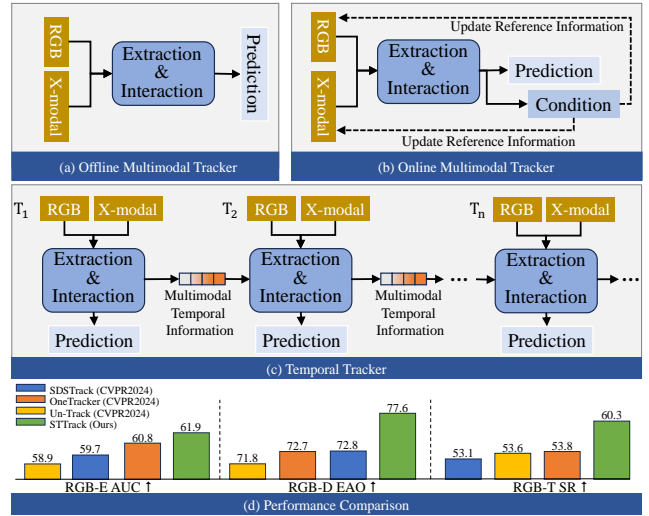 RGB
X-modal
Extraction
&
Interaction
Prediction
(a) Offline Multimodal Tracker
RGB
X-modal
Extraction
&
Interaction
Update Reference Information
Prediction
Condition
Update Reference Information
(b) Online Multimodal Tracker
T1
RGB
X-modal
Extraction
&
Interaction
Prediction
Multimodal
Temporal
Information
T2
RGB
X-modal
Extraction
&
Interaction
Prediction
Multimodal
Temporal
Information
...
Tn
RGB
X-modal
Extraction
&
Interaction
Prediction
...
(c) Temporal Tracker
SDSTrack (CVPR2024)
OneTracker (CVPR2024)
Un-Track (CVPR2024)
STTrack (Ours)
58.9
59.7
60.8
61.9
RGB-E AUC ↑
71.8
72.7
72.8
77.6
RGB-D EAO ↑
53.1
53.6
53.8
60.3
RGB-T SR ↑
(d) Performance Comparison